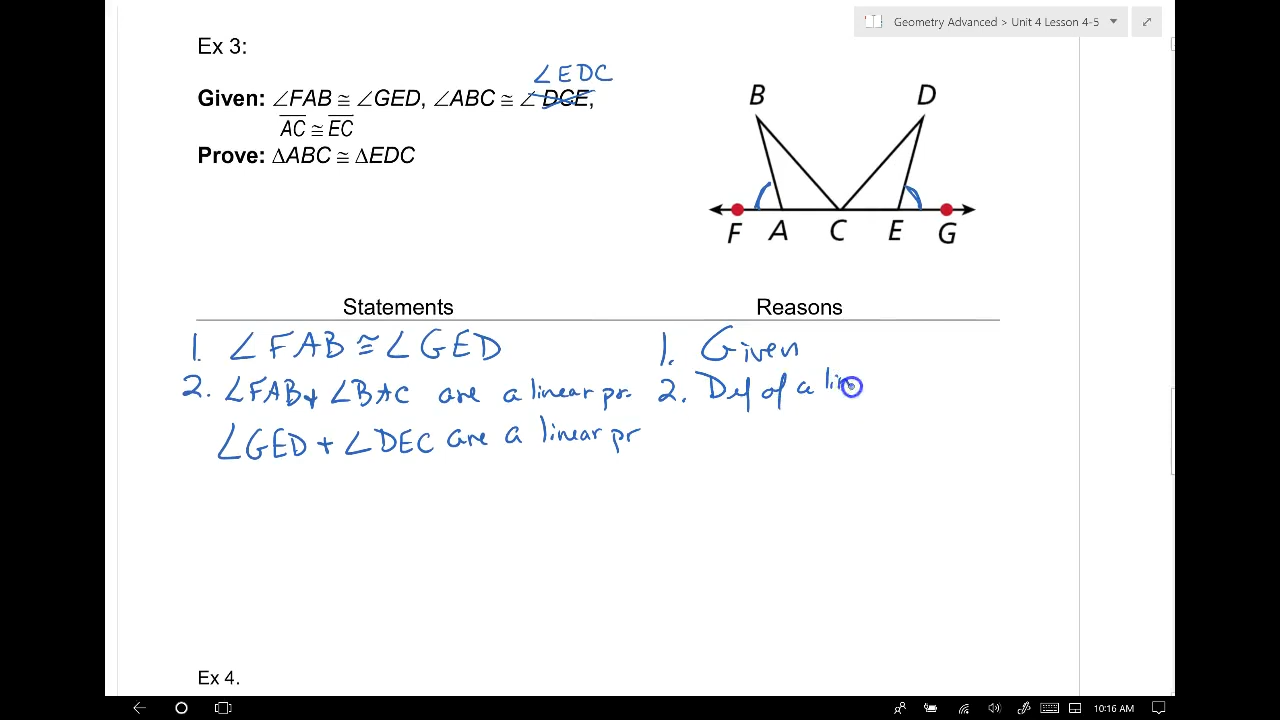 Geometry Advanced > Unit 4 Lesson 4-5
Ex 3:
∠EDC
Given: ∠FAB ≅ ∠GED, ∠ABC ≅ ∠DCE,
AC ≅ EC
Prove: ΔABC ≅ ΔEDC
B D
F A C E G
Statements Reasons
1. ∠FAB ≅ ∠GED 1. Given
2. ∠FAB + ∠BAC are a linear pr. 2. Def of a lin
∠GED + ∠DEC are a linear pr
Ex 4.
10:16 AM